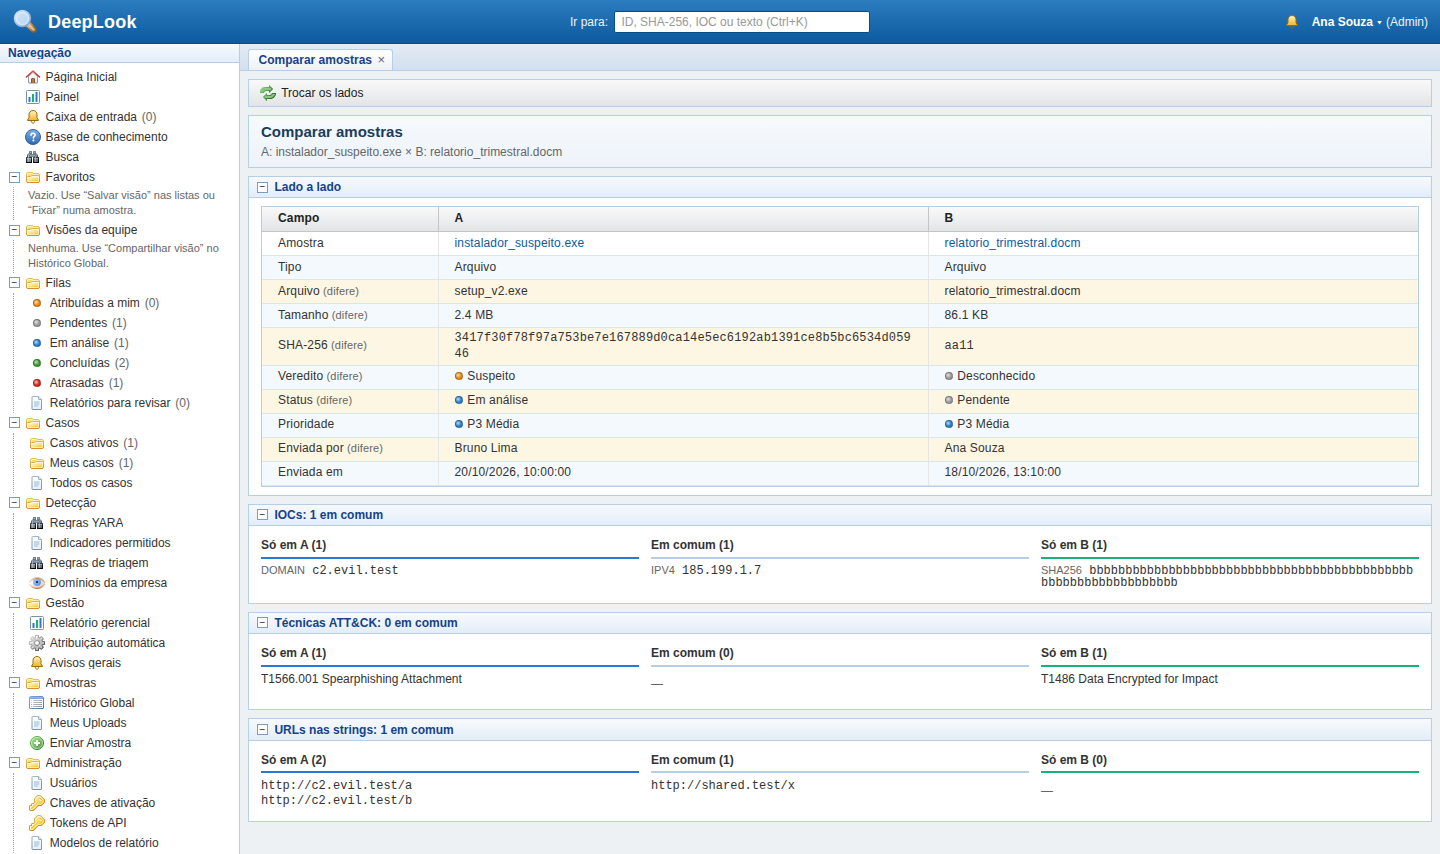 DeepLook
Ir para: ID, SHA-256, IOC ou texto (Ctrl+K)
Ana Souza (Admin)
Navegação
Página Inicial
Painel
Caixa de entrada (0)
Base de conhecimento
Busca
Favoritos
Vazio. Use “Salvar visão” nas listas ou
“Fixar” numa amostra.
Visões da equipe
Nenhuma. Use “Compartilhar visão” no
Histórico Global.
Filas
Atribuídas a mim (0)
Pendentes (1)
Em análise (1)
Concluídas (2)
Atrasadas (1)
Relatórios para revisar (0)
Casos
Casos ativos (1)
Meus casos (1)
Todos os casos
Detecção
Regras YARA
Indicadores permitidos
Regras de triagem
Domínios da empresa
Gestão
Relatório gerencial
Atribuição automática
Avisos gerais
Amostras
Histórico Global
Meus Uploads
Enviar Amostra
Administração
Usuários
Chaves de ativação
Tokens de API
Modelos de relatório
Comparar amostras ×
Trocar os lados
Comparar amostras
A: instalador_suspeito.exe × B: relatorio_trimestral.docm
Lado a lado
Campo A B
Amostra instalador_suspeito.exe relatorio_trimestral.docm
Tipo Arquivo Arquivo
Arquivo (difere) setup_v2.exe relatorio_trimestral.docm
Tamanho (difere) 2.4 MB 86.1 KB
SHA-256 (difere) 3417f30f78f97a753be7e167889d0ca14e5ec6192ab1391ce8b5bc6534d059
46 aa11
Veredito (difere) Suspeito Desconhecido
Status (difere) Em análise Pendente
Prioridade P3 Média P3 Média
Enviada por (difere) Bruno Lima Ana Souza
Enviada em 20/10/2026, 10:00:00 18/10/2026, 13:10:00
IOCs: 1 em comum
Só em A (1) Em comum (1) Só em B (1)
DOMAIN c2.evil.test IPV4 185.199.1.7 SHA256 bbbbbbbbbbbbbbbbbbbbbbbbbbbbbbbbbbbbbbbbbbbbb
bbbbbbbbbbbbbbbbbbb
Técnicas ATT&CK: 0 em comum
Só em A (1) Em comum (0) Só em B (1)
T1566.001 Spearphishing Attachment __ T1486 Data Encrypted for Impact
URLs nas strings: 1 em comum
Só em A (2) Em comum (1) Só em B (0)
http://c2.evil.test/a http://shared.test/x __
http://c2.evil.test/b